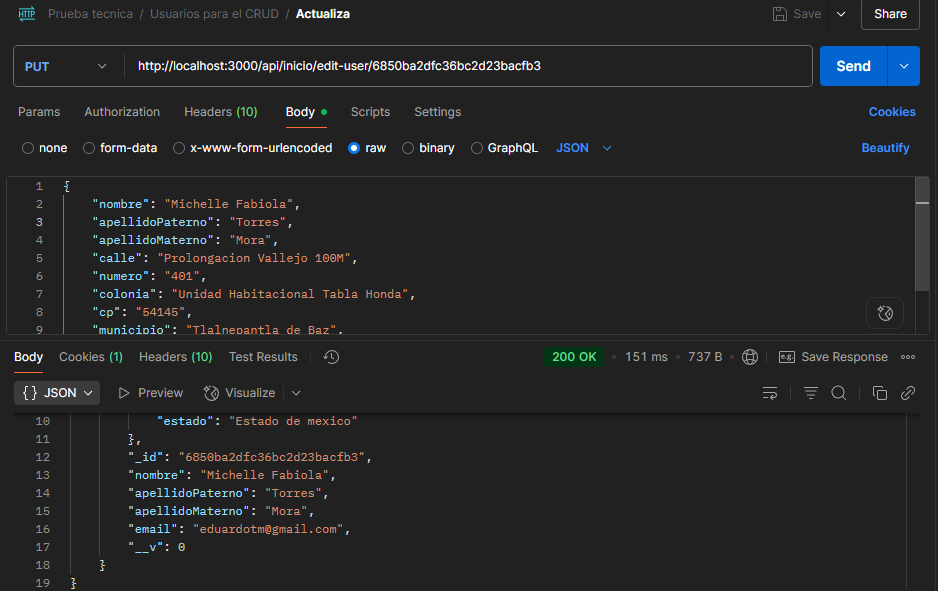 HTTP Prueba tecnica / Usuarios para el CRUD / Actualiza Save Share
PUT http://localhost:3000/api/inicio/edit-user/6850ba2dfc36bc2d23bacfb3 Send
Params Authorization Headers (10) Body Scripts Settings Cookies
none form-data x-www-form-urlencoded raw binary GraphQL JSON Beautify
1 {
2 "nombre": "Michelle Fabiola",
3 "apellidoPaterno": "Torres",
4 "apellidoMaterno": "Mora",
5 "calle": "Prolongacion Vallejo 100M",
6 "numero": "401",
7 "colonia": "Unidad Habitacional Tabla Honda",
8 "cp": "54145",
9 "municipio": "Tlalnepantla de Baz",
Body Cookies (1) Headers (10) Test Results 200 OK • 151 ms • 737 B • e.g. Save Response
{} JSON Preview Visualize
10 "estado": "Estado de mexico"
11 },
12 "_id": "6850ba2dfc36bc2d23bacfb3",
13 "nombre": "Michelle Fabiola",
14 "apellidoPaterno": "Torres",
15 "apellidoMaterno": "Mora",
16 "email": "eduardotm@gmail.com",
17 "__v": 0
18 }
19 }